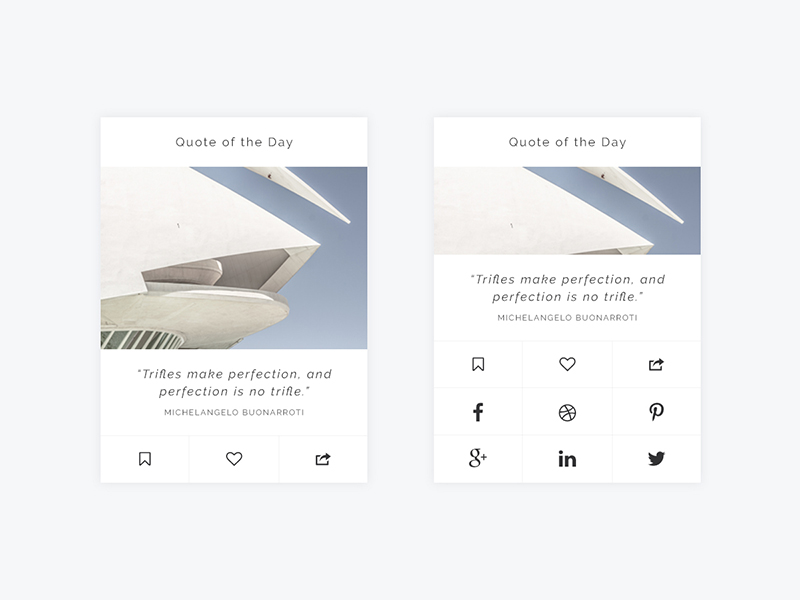 Quote of the Day
“Trifles make perfection, and
perfection is no trifle.”
MICHELANGELO BUONARROTI
Quote of the Day
“Trifles make perfection, and
perfection is no trifle.”
MICHELANGELO BUONARROTI